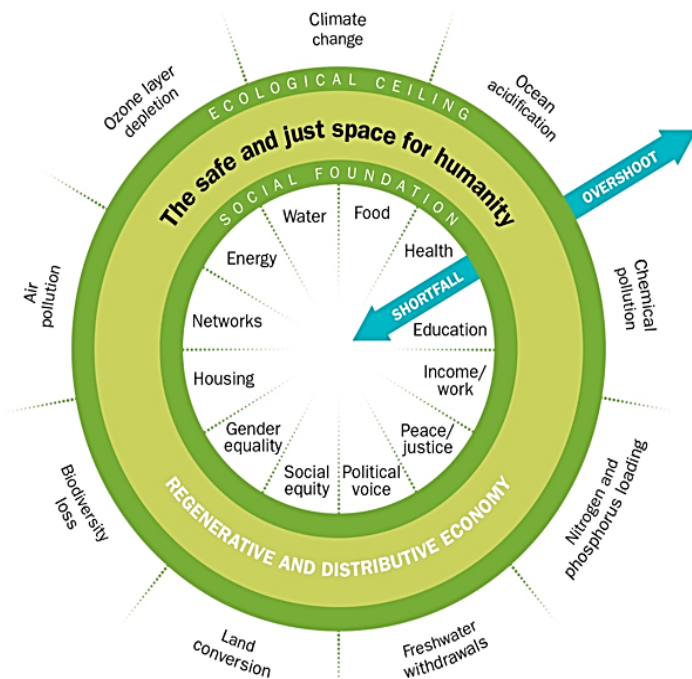 Climate
change
Ocean
acidification
Chemical
pollution
Nitrogen and
phosphorus loading
Freshwater
withdrawals
Land
conversion
Biodiversity
loss
Air
pollution
Ozone layer
depletion
ECOLOGICAL CEILING
OVERSHOOT
The safe and just space for humanity
SOCIAL FOUNDATION
Water
Food
Health
SHORTFALL
Education
Income/
work
Peace/
justice
Political
voice
Social
equity
Gender
equality
Housing
Networks
Energy
REGENERATIVE AND DISTRIBUTIVE ECONOMY